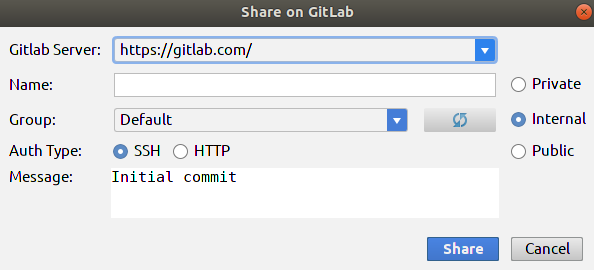 Share on GitLab
Gitlab Server: https://gitlab.com/
Name: Private
Group: Default Internal
Auth Type: SSH HTTP Public
Message: Initial commit
Share Cancel